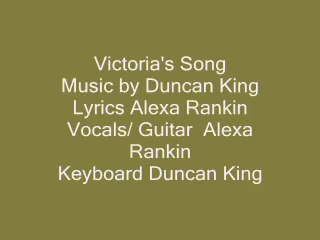 Victoria's Song
Music by Duncan King
Lyrics Alexa Rankin
Vocals/ Guitar  Alexa
Rankin
Keyboard Duncan King